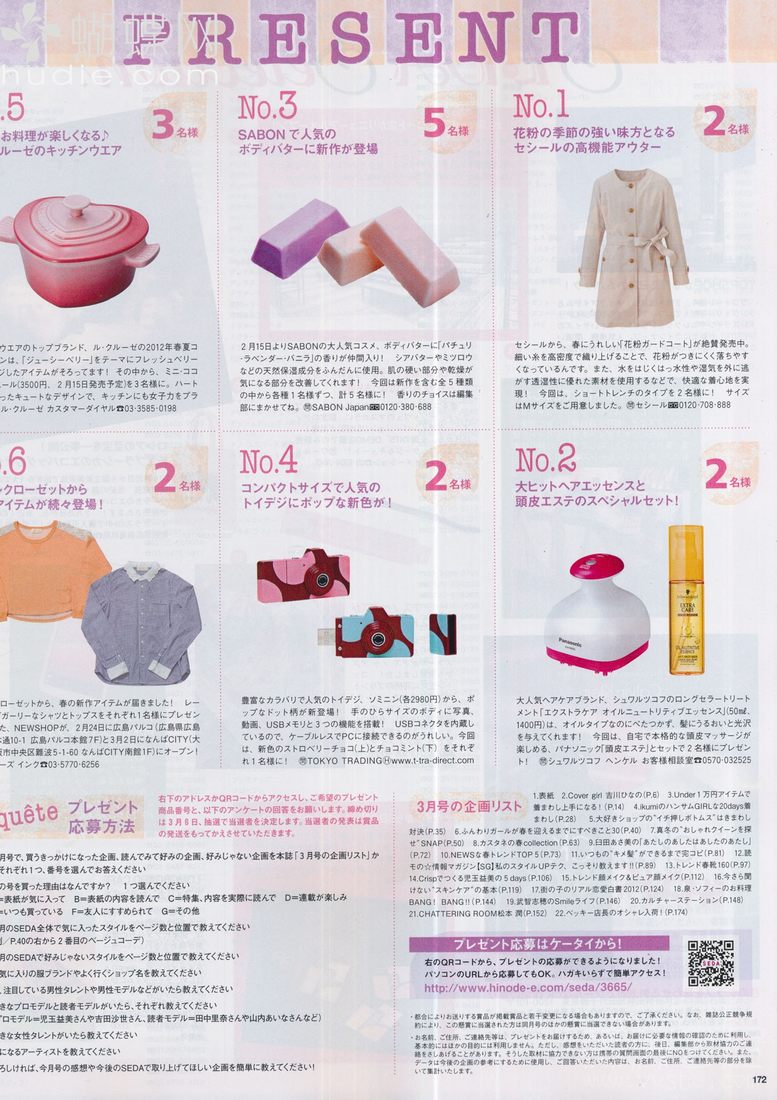 PRESENT
蝴蝶网
hudie.com
No.1
花粉の季節の強い味方となる
セシールの高機能アウター
2名様
セシールから、春にうれしい「花粉ガードコート」が絶賛発売中。
細い糸を高密度で織り上げることで、花粉がつきにくく落ちやす
くなっているんです。また、水をはじくはっ水性や湿気を外に逃
がす透湿性に優れた素材を使用するなどで、快適な着心地を実
現! 今回は、ショートトレンチのタイプを2名様に! サイズ
はMサイズをご用意しました。㉄セシール0120・708・888
No.2
大ヒットヘアエッセンスと
頭皮エステのスペシャルセット!
2名様
Panasonic
Schwarzkopf
EXTRA
CARE
大人気ヘアケアブランド、シュワルツコフのロングセラートリート
メント「エクストラケア オイルニュートリティブエッセンス」(50ml、
1400円)は、オイルタイプなのにべたつかず、髪にうるおいと光沢
を与えてくれます! 今回は、自宅で本格的な頭皮マッサージが
楽しめる、パナソニック「頭皮エステ」とセットで2名様にプレゼン
ト! シュワルツコフ ヘンケル お客様相談室☎0570・032525
No.3
SABONで人気の
ボディバターに新作が登場
5名様
2月15日よりSABONの大人気コスメ、ボディバターに「パチュリ
・ラベンダー・バニラ」の香りが仲間入り! シアバターやミツロウ
などの天然保湿成分をふんだんに使用。肌の硬い部分や乾燥が
気になる部分を改善してくれます! 今回は新作を含む全5種類
の中から各種1名様ずつ、計5名様に! 香りのチョイスは編集
部にまかせてね。SABON Japan0120・380・688
No.4
コンパクトサイズで人気の
トイデジにポップな新色が!
2名様
豊富なカラバリで人気のトイデジ、ソミニン(各2980円)から、ポ
ップなドット柄が新登場! 手のひらサイズのボディに写真、
動画、USBメモリと3つの機能を搭載! USBコネクタを内蔵し
ているので、ケーブルレスでPCに接続できるのがうれしい。今回
は、新色のストロベリーチョコ(上)とチョコミント(下)をそれぞ
れ1名様に! TOKYO TRADING Ⓗwww.t-tra-direct.com
.5
お料理が楽しくなる♪
ルーゼのキッチンウエア
3名様
ウエアのトップブランド、ル・クルーゼの2012年春夏コ
ンは、「ジューシーベリー」をテーマにフレッシュベリー
ジしたアイテムがそろってます! その中から、ミニ・ココ
ール(3500円、2月15日発売予定)を3名様に。ハート
ったキュートなデザインで、キッチンにも女子力をプラ
ル・クルーゼ カスタマーダイヤル☎03・3585・0198
.6
クローゼットから
アイテムが続々登場!
2名様
ローゼットから、春の新作アイテムが届きました! レー
ガーリーなシャツとトップスをそれぞれ1名様にプレゼン
た、NEWSHOPが、2月24日に広島パルコ(広島県広島
通10-1 広島パルコ本館7F)と3月2日になんばCITY(大
阪市中央区難波5-1-60 なんばCITY南館1F)にオープン!
ーズ インク☎03・5770・6256
quête プレゼント
応募方法
右下のアドレスかQRコードからアクセスし、ご希望のプレゼント
商品番号と、以下のアンケートの回答をお願いします。締め切り
は3月6日、抽選で当選者を決定します。当選者の発表は賞品
の発送をもってかえさせていただきます。
月号で、買うきっかけになった企画、読んでみて好みの企画、好みじゃない企画を本誌「3月号の企画リスト」か
それぞれ1つ、番号を選んでお答えください
の号を買った理由はなんですか? 1つ選んでください
=表紙が気に入って B=表紙の内容を読んで C=特集、内容を実際に読んで D=連載が楽しみ
=いつも買っている F=友人にすすめられて G=その他
月のSEDA全体で気に入ったスタイルをページ数と位置で教えてください
/P.40の右から2番目のベージュコーデ)
月のSEDAで好みじゃないスタイルをページ数と位置で教えてください
気に入りの服ブランドやよく行くショップ名を教えてください
、注目している男性タレントや男性モデルなどがいたら教えてください
きなプロモデルと読者モデルがいたら、それぞれ教えてください
プロモデル=児玉益美さんや吉田沙世さん、読者モデル=田中里奈さんや山内あいなさんなど)
きな女性タレントがいたら教えてください
になるアーティストを教えてください
ろしければ、今月号の感想や今後のSEDAで取り上げてほしい企画を簡単に教えてください!
3月号の企画リスト
1.表紙 2.Cover girl 吉川ひなの(P.6) 3.Under1万円アイテムで
着まわし上手になる!(P.14) 4.ikumiのハンサムGIRLな20days着
まわし(P.28) 5.大好きショップの“イチ押しボトムス”はきまわし
対決(P.35) 6.ふんわりガールが春を迎えるまでにすべきこと30(P.40) 7.真冬の“おしゃれクイーンを探
せ”SNAP(P.50) 8.カスタネの春collection(P.63) 9.臼田あさ美の「あたしのあしたはあしたのあたし」
(P.72) 10.NEWSな春トレンドTOP5(P.73) 11.いつもの“キメ髪”ができるまで完コピ(P.81) 12.読
モの☆情報マガジン【SG】私のスタイルUPテク、こっそり教えます!!(P.89) 13.トレンド春靴160(P.97)
14.Crispでつくる児玉益美の5 days(P.106) 15.トレンド顔メイク&ピュア顔メイク(P.112) 16.今さら聞
けない“スキンケア”の基本(P.119) 17.街の子のリアル恋愛白書2012(P.124) 18.泉・ソフィーのお料理
BANG! BANG!!(P.144) 19.武智志穂のSmileライフ(P.146) 20.カルチャーステーション(P.148)
21.CHATTERING ROOM松本 潤(P.152) 22.ベッキー店長のオシャレ入荷!(P.174)
プレゼント応募はケータイから!
右のQRコードから、プレゼントの応募ができるようになりました!
パソコンのURLから応募してもOK。ハガキいらずで簡単アクセス!
http://www.hinode-e.com/seda/3665/
SEDA
・都合によりお送りする賞品が掲載賞品と若干変更になる場合もありますので、ご了承ください。なお、雑誌公正競争規
約により、この懸賞に当選された方は同月号のほかの懸賞に当選できない場合があります。
・お名前、ご住所、ご連絡先等は、プレゼントをお届けするため、あるいは、お届けに必要な情報の確認のために利用し、
基本的にはほかの目的には利用しません。ただし、感想をいただいている読者の方に、後日、編集部から取材協力のご連
絡をさしあげることがあります。そうした取材に協力できない方は携帯の質問画面の最後にNOをつけてください。また、
データは今後の企画の参考にするために使用し、ご回答いただいた内容は、お名前、ご住所、ご連絡先等の部分を除
いて集計いたします。
172